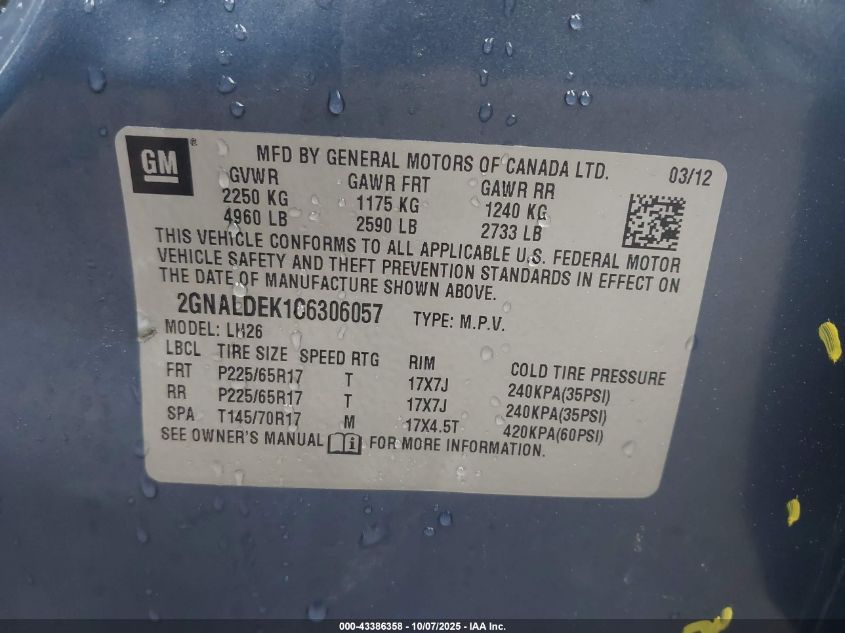 GM ®
MFD BY GENERAL MOTORS OF CANADA LTD. 03/12
GVWR GAWR FRT GAWR RR
2250 KG 1175 KG 1240 KG
4960 LB 2590 LB 2733 LB
THIS VEHICLE CONFORMS TO ALL APPLICABLE U.S. FEDERAL MOTOR
VEHICLE SAFETY AND THEFT PREVENTION STANDARDS IN EFFECT ON
THE DATE OF MANUFACTURE SHOWN ABOVE.
2GNALDEK1C6306057 TYPE: M.P.V.
MODEL: LH26
LBCL TIRE SIZE SPEED RTG RIM COLD TIRE PRESSURE
FRT P225/65R17 T 17X7J 240KPA(35PSI)
RR P225/65R17 T 17X7J 240KPA(35PSI)
SPA T145/70R17 M 17X4.5T 420KPA(60PSI)
SEE OWNER'S MANUAL i FOR MORE INFORMATION.
000-43386358 - 10/07/2025 - IAA Inc.